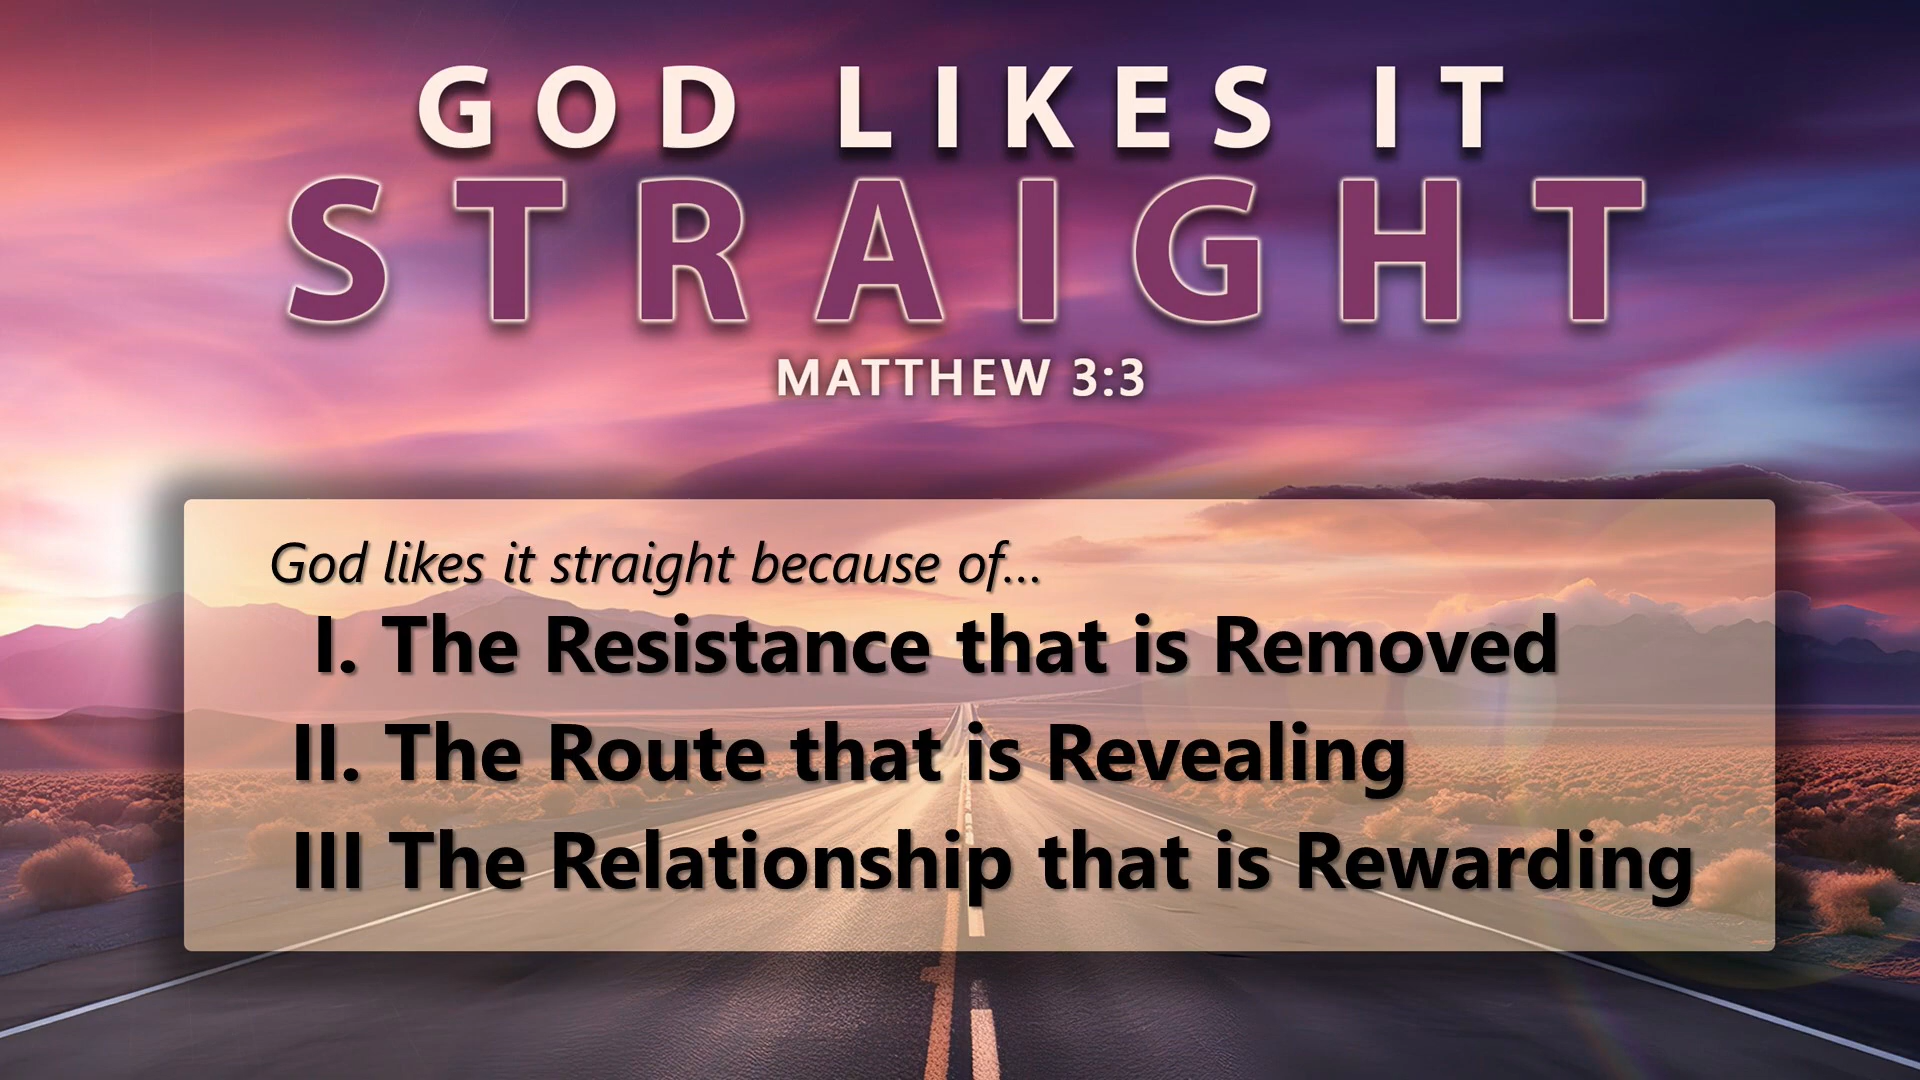 GOD LIKES IT
STRAIGHT
MATTHEW 3:3
God likes it straight because of...
I. The Resistance that is Removed
II. The Route that is Revealing
III The Relationship that is Rewarding